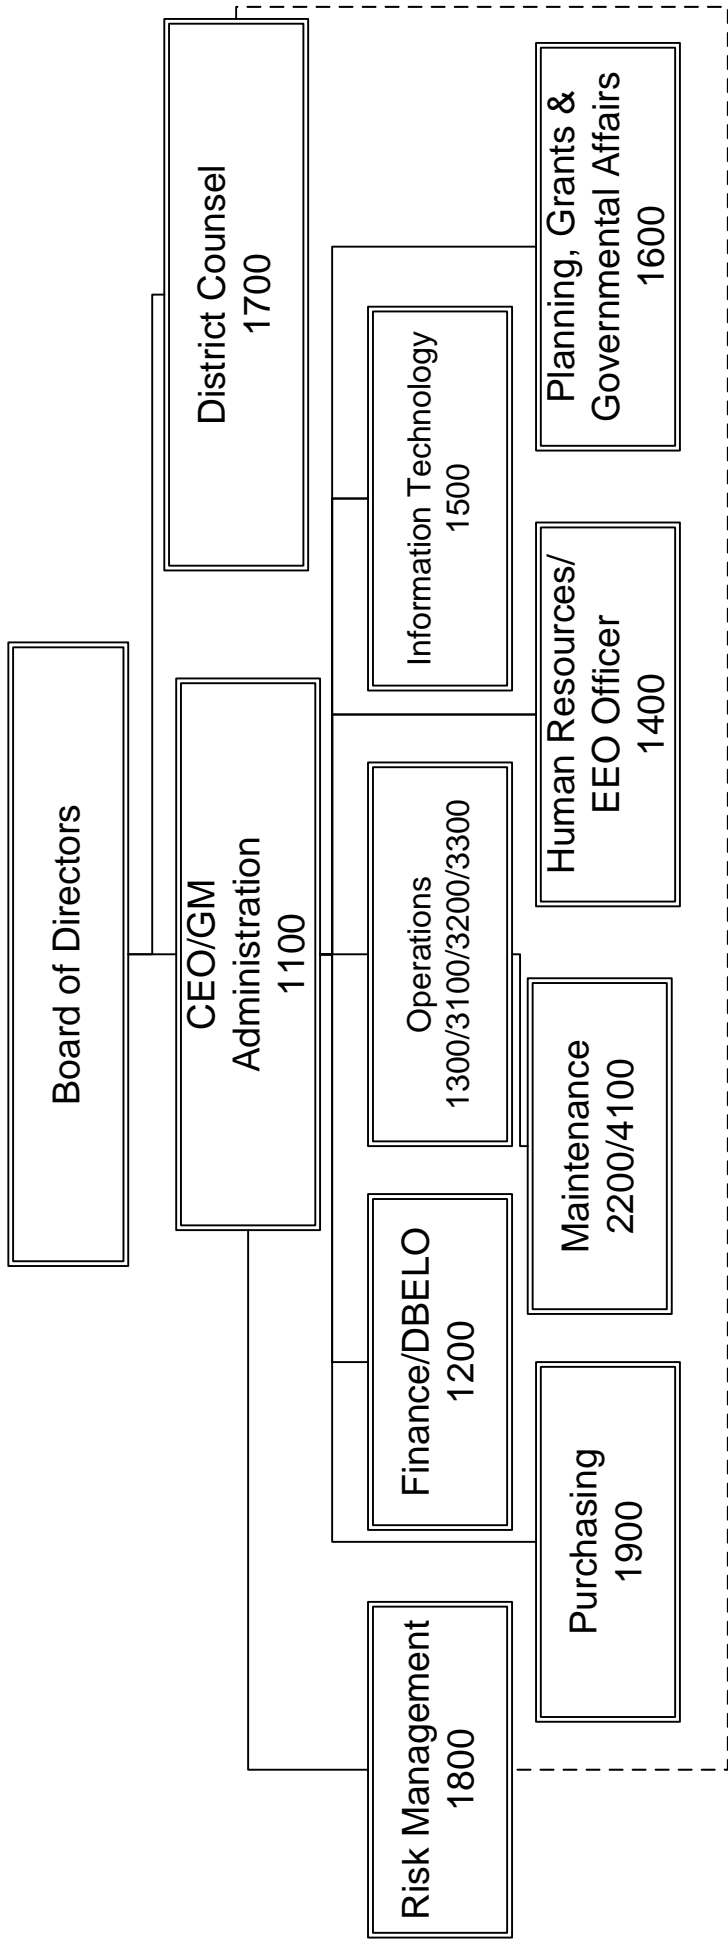 Board of Directors
CEO/GM
Administration
1100
District Counsel
1700
Risk Management
1800
Finance/DBELO
1200
Operations
1300/3100/3200/3300
Information Technology
1500
Purchasing
1900
Maintenance
2200/4100
Human Resources/
EEO Officer
1400
Planning, Grants &
Governmental Affairs
1600